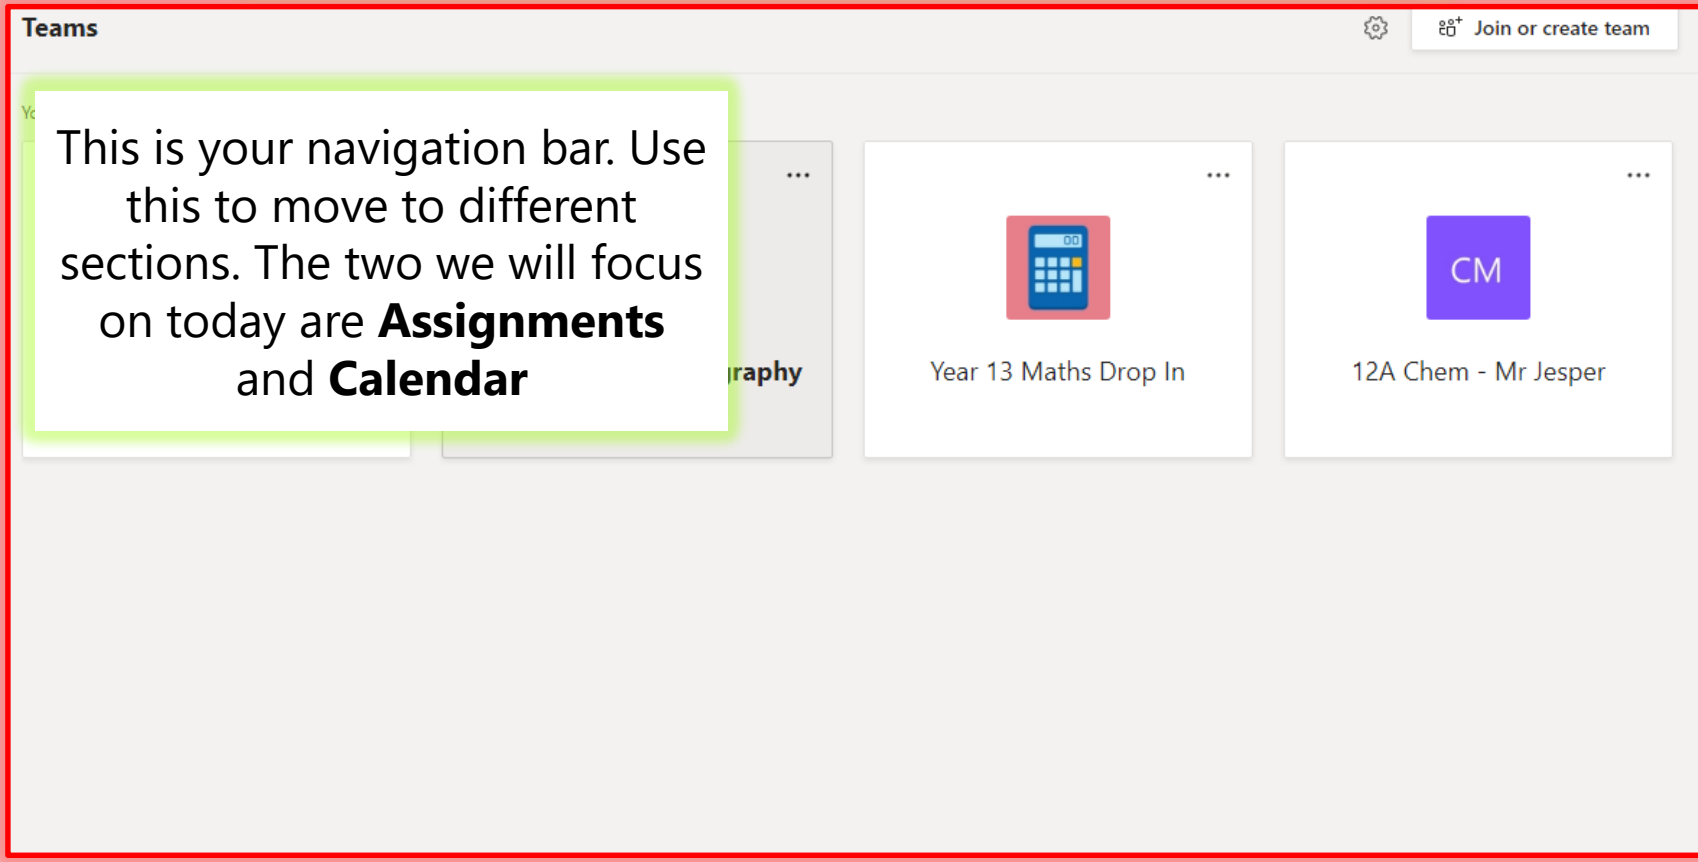 Teams
Join or create team
This is your navigation bar. Use
this to move to different
sections. The two we will focus
on today are Assignments
and Calendar
Year 13 Maths Drop In
CM
12A Chem - Mr Jesper